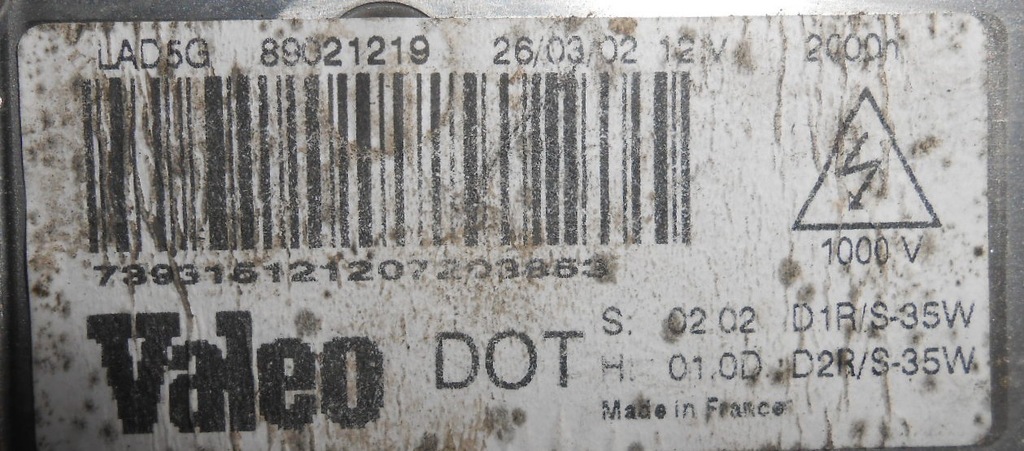 LAD5G 89021219 26/03/02 12 V 2000h
1000 V
Valeo
DOT
S: 02.02 D1R/S-35W
H: 01.0D D2R/S-35W
Made in France